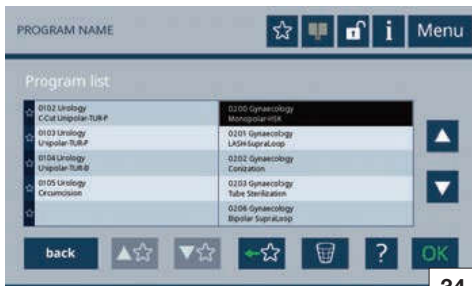 PROGRAM NAME
i
Menu
Program list
0102 Urology
C-Cut Unipolar-TUR-P
0103 Urology
Unipolar-TUR-P
0104 Urology
Unipolar-TUR-B
0105 Urology
Circumcision
0200 Gynaecology
Monopolar-HSK
0201 Gynaecology
LASH-SupraLoop
0202 Gynaecology
Conization
0203 Gynaecology
Tube Sterilization
0206 Gynaecology
Bipolar SupraLoop
back
?
OK
34